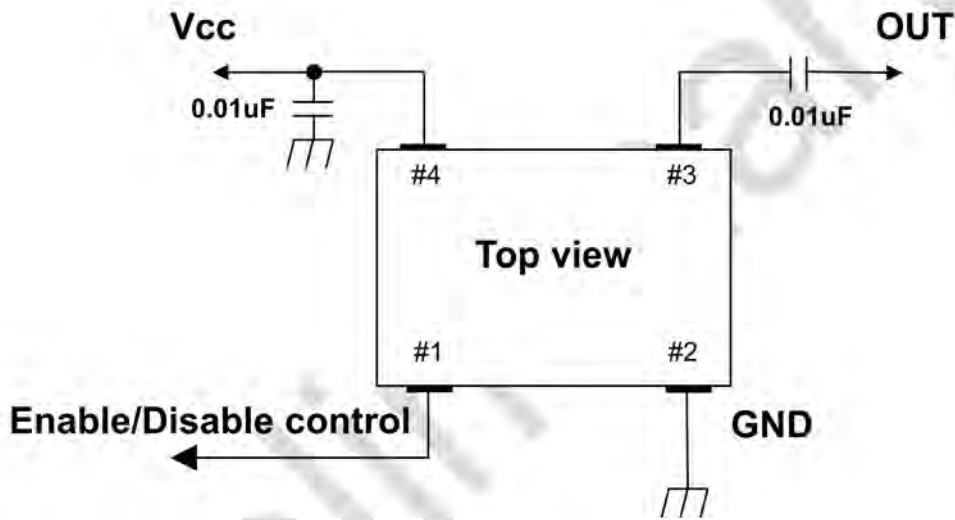 Vcc
OUT
0.01uF
0.01uF
#4
#3
Top view
#1
#2
Enable/Disable control
GND